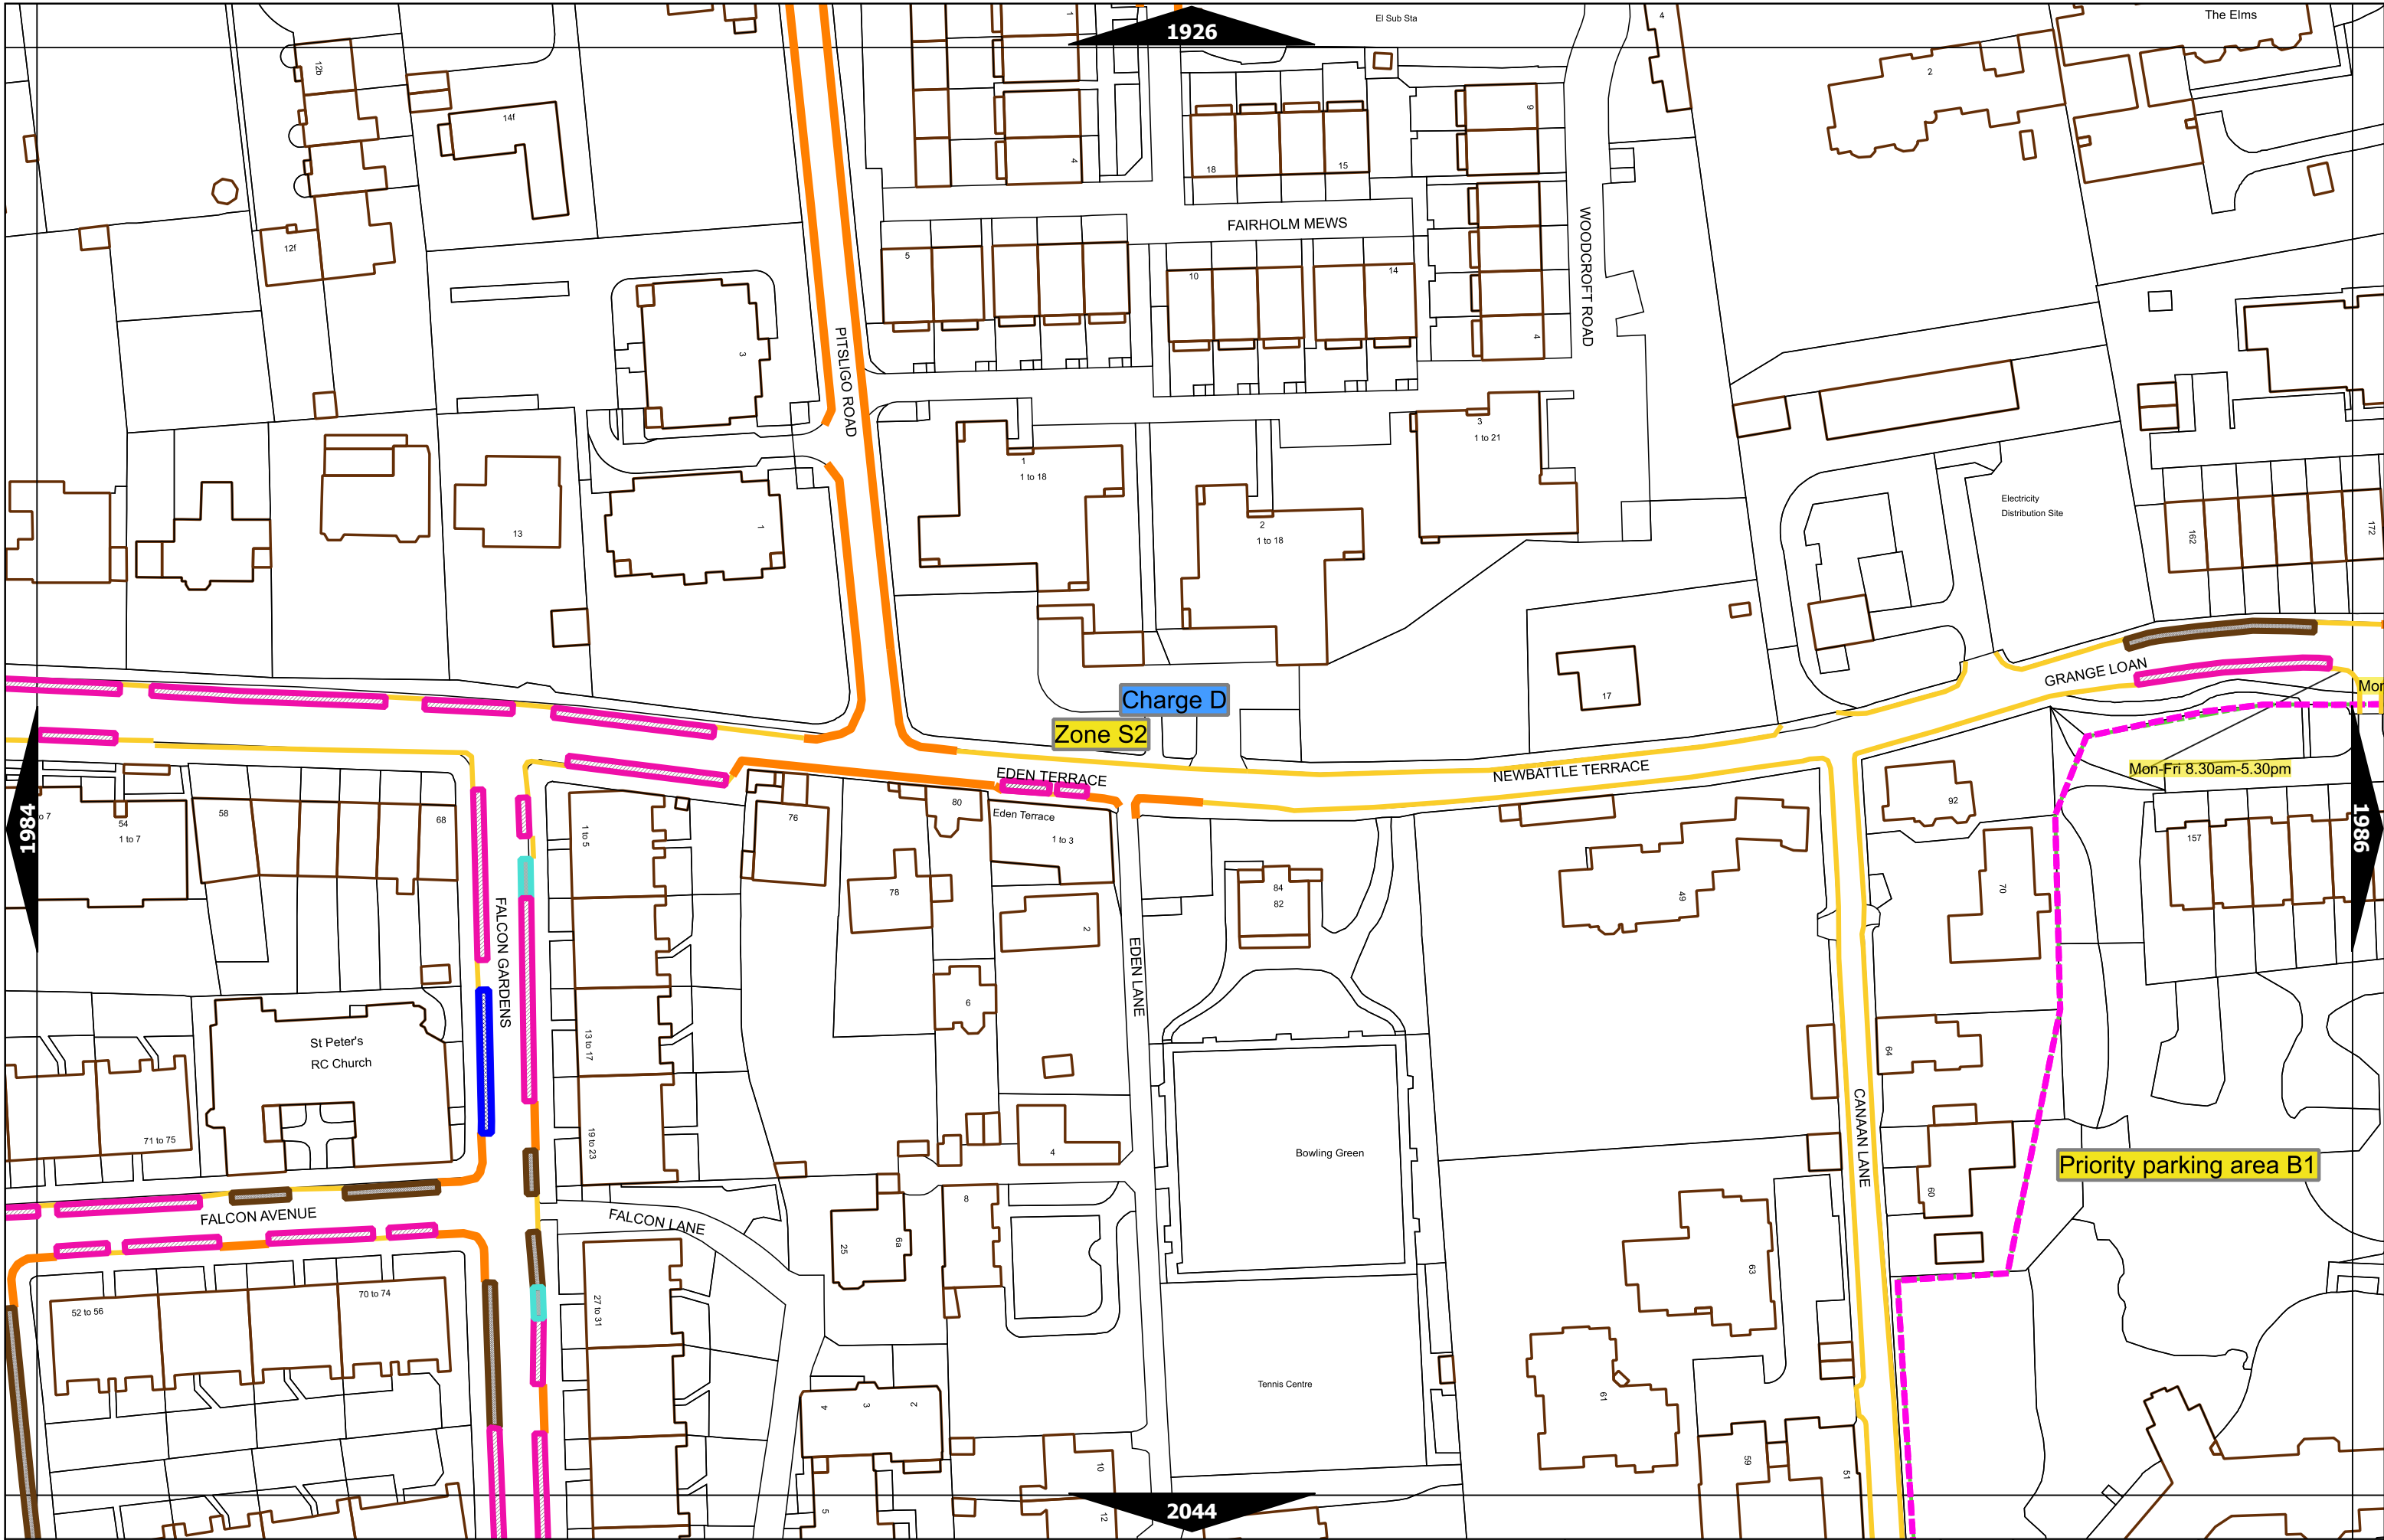 1926
El Sub Sta
The Elms
1
4
2
12b
14f
9
4
18
15
FAIRHOLM MEWS
WOODCROFT ROAD
12f
5
10
14
3
PITSLIGO ROAD
4
3
1 to 21
1
1 to 18
2
1 to 18
13
1
Electricity
Distribution Site
162
172
GRANGE LOAN
17
Charge D
Zone S2
Mon
EDEN TERRACE
NEWBATTLE TERRACE
Mon-Fri 8.30am-5.30pm
1984
1986
o 7
54
1 to 7
58
68
1 to 5
76
80
Eden Terrace
1 to 3
92
157
78
84
82
49
70
2
FALCON GARDENS
EDEN LANE
6
St Peter's
RC Church
13 to 17
64
71 to 75
19 to 23
4
Bowling Green
CANAAN LANE
Priority parking area B1
60
8
FALCON AVENUE
FALCON LANE
25
6a
63
52 to 56
70 to 74
27 to 31
Tennis Centre
61
4
3
2
10
59
51
5
12
2044